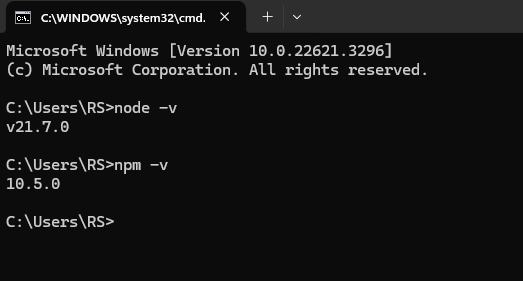 C:\WINDOWS\system32\cmd.
Microsoft Windows [Version 10.0.22621.3296]
(c) Microsoft Corporation. All rights reserved.
C:\Users\RS>node -v
v21.7.0
C:\Users\RS>npm -v
10.5.0
C:\Users\RS>